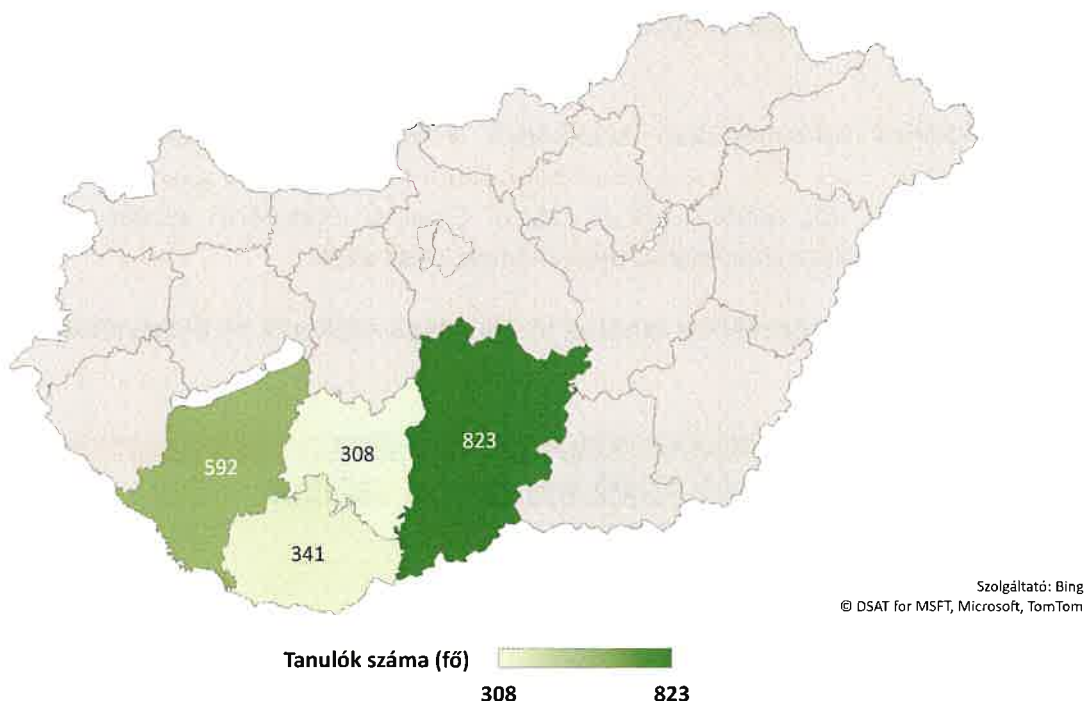 823
592
308
341
Szolgáltató: Bing
© DSAT for MSFT, Microsoft, TomTom
Tanulók száma (fő)
308 823